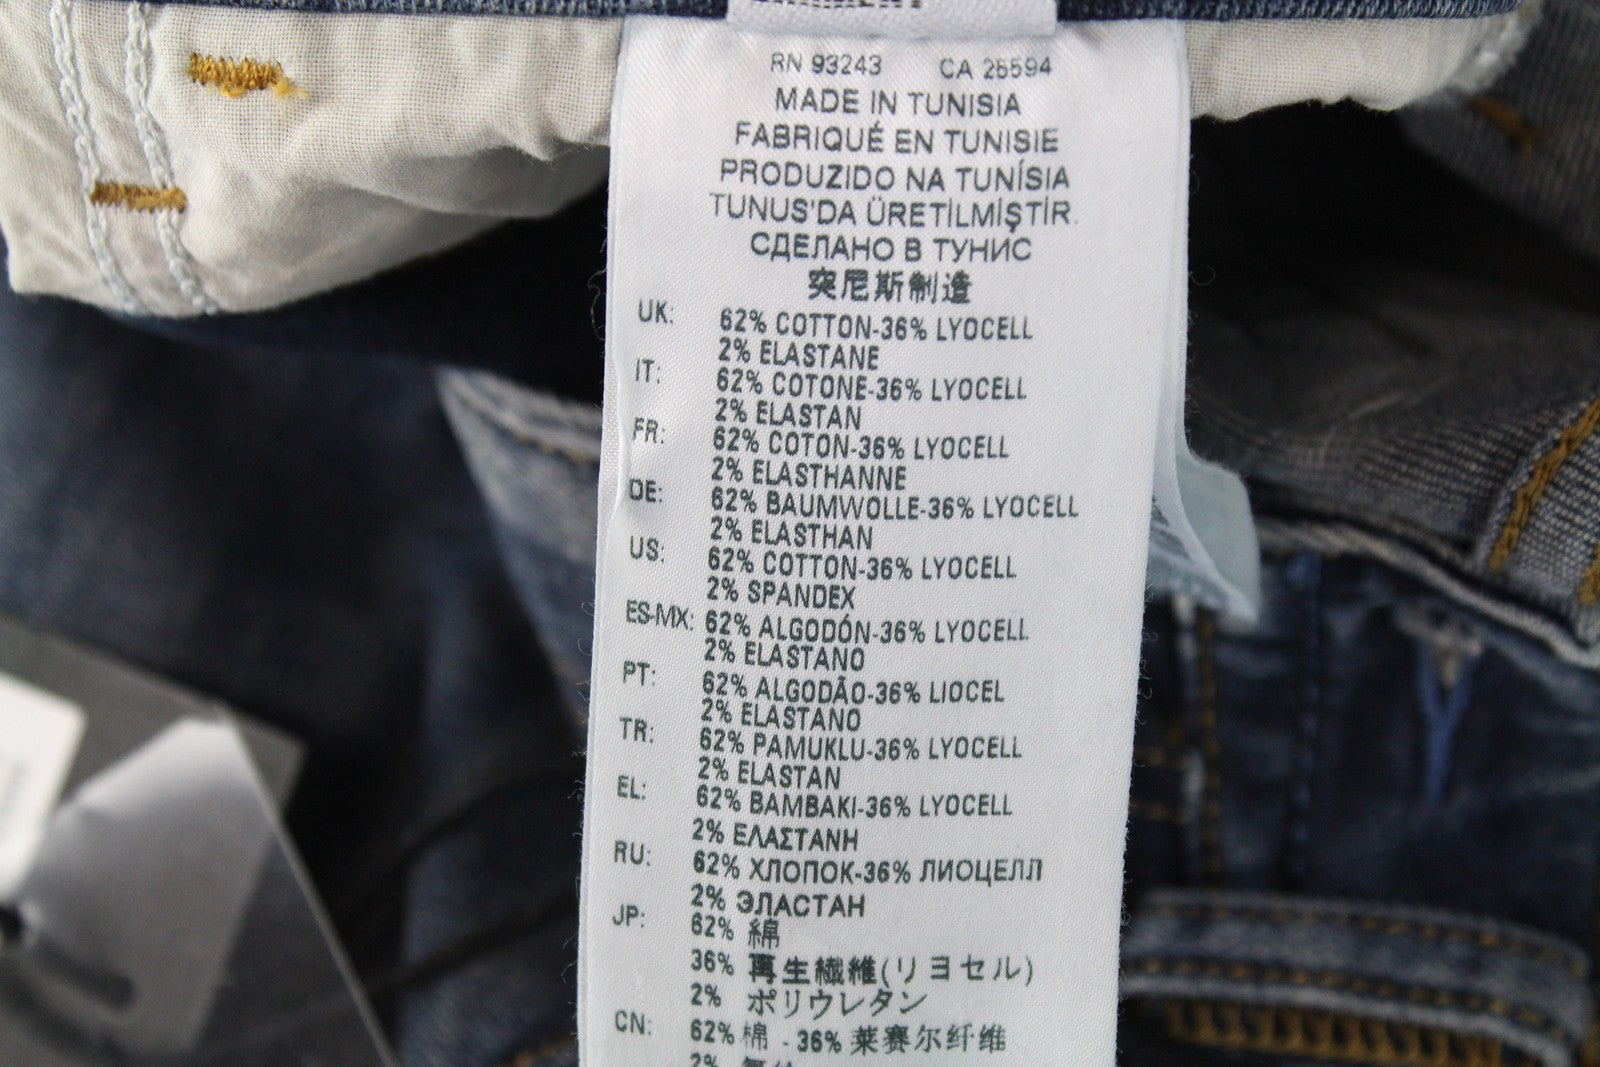 RN 93243 CA 25594
MADE IN TUNISIA
FABRIQUÉ EN TUNISIE
PRODUZIDO NA TUNÍSIA
TUNUS'DA ÜRETİLMİŞTİR.
СДЕЛАНО В ТУНИС
突尼斯制造
UK: 62% COTTON-36% LYOCELL
2% ELASTANE
IT: 62% COTONE-36% LYOCELL
2% ELASTAN
FR: 62% COTON-36% LYOCELL
2% ELASTHANNE
DE: 62% BAUMWOLLE-36% LYOCELL
2% ELASTHAN
US: 62% COTTON-36% LYOCELL
2% SPANDEX
ES-MX: 62% ALGODÓN-36% LYOCELL
2% ELASTANO
PT: 62% ALGODÃO-36% LIOCEL
2% ELASTANO
TR: 62% PAMUKLU-36% LYOCELL
2% ELASTAN
EL: 62% BAMBAKI-36% LYOCELL
2% ΕΛΑΣΤΑΝΗ
RU: 62% ХЛОПОК-36% ЛИОЦЕЛЛ
2% ЭЛАСТАН
JP: 62% 綿
36% 再生繊維(リヨセル)
2% ポリウレタン
CN: 62% 棉 - 36% 莱赛尔纤维
2%